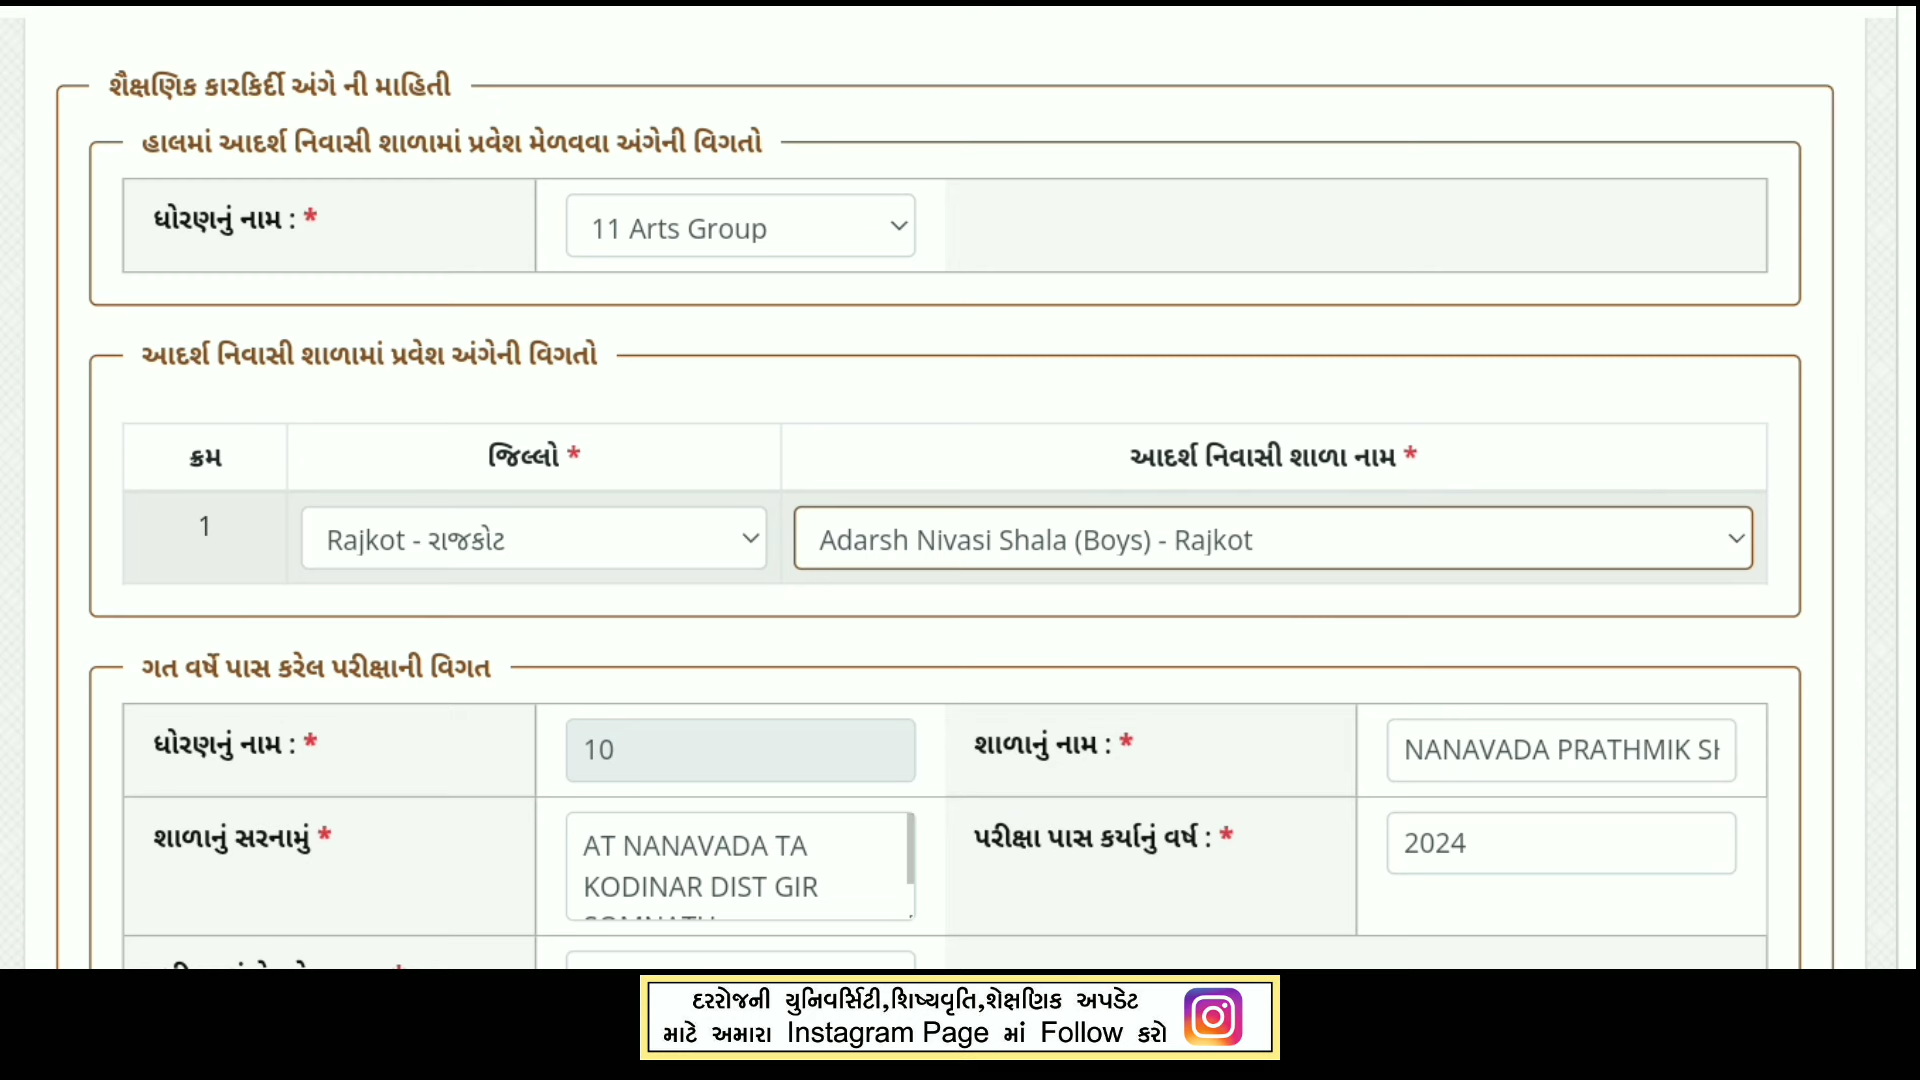 શૈક્ષણિક કારકિર્દી અંગે ની માહિતી
હાલમાં આદર્શ નિવાસી શાળામાં પ્રવેશ મેળવવા અંગેની વિગતો
ધોરણનું નામ : *
11 Arts Group
આદર્શ નિવાસી શાળામાં પ્રવેશ અંગેની વિગતો
ક્રમ
જિલ્લો *
આદર્શ નિવાસી શાળા નામ *
1
Rajkot - રાજકોટ
Adarsh Nivasi Shala (Boys) - Rajkot
ગત વર્ષે પાસ કરેલ પરીક્ષાની વિગત
ધોરણનું નામ : *
10
શાળાનું નામ : *
NANAVADA PRATHMIK
શાળાનું સરનામું *
AT NANAVADA TA
KODINAR DIST GIR
પરીક્ષા પાસ કર્યાનું વર્ષ : *
2024
દરરોજની યુનિવર્સિટી,શિષ્યવૃતિ,શેક્ષણિક અપડેટ
માટે અમારા Instagram Page માં Follow કરો